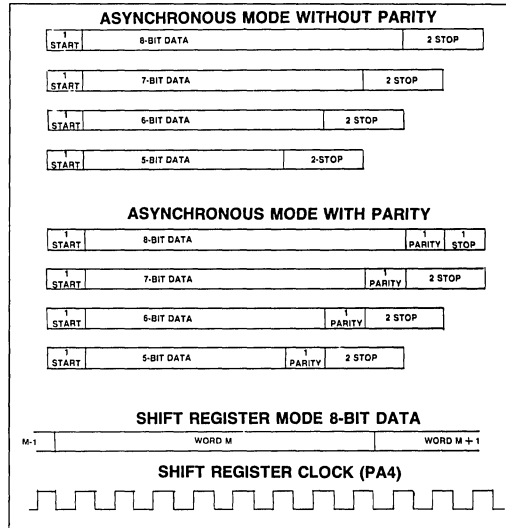 ASYNCHRONOUS MODE WITHOUT PARITY
1 START 8-BIT DATA 2 STOP
1 START 7-BIT DATA 2 STOP
1 START 6-BIT DATA 2 STOP
1 START 5-BIT DATA 2-STOP
ASYNCHRONOUS MODE WITH PARITY
1 START 8-BIT DATA 1 PARITY 1 STOP
1 START 7-BIT DATA 1 PARITY 2 STOP
1 START 6-BIT DATA 1 PARITY 2 STOP
1 START 5-BIT DATA 1 PARITY 2 STOP
SHIFT REGISTER MODE 8-BIT DATA
M-1 WORD M WORD M + 1
SHIFT REGISTER CLOCK (PA4)